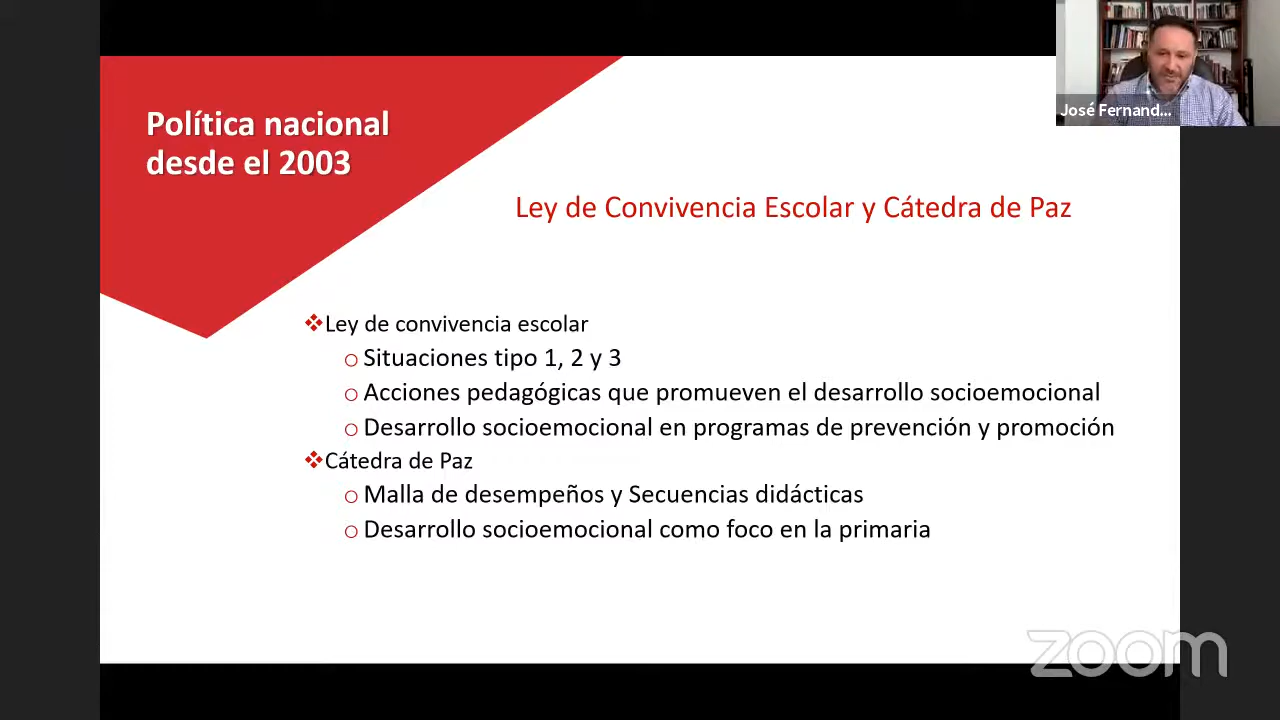 José Fernand...
Política nacional
desde el 2003
Ley de Convivencia Escolar y Cátedra de Paz
❖Ley de convivencia escolar
o Situaciones tipo 1, 2 y 3
o Acciones pedagógicas que promueven el desarrollo socioemocional
o Desarrollo socioemocional en programas de prevención y promoción
❖Cátedra de Paz
o Malla de desempeños y Secuencias didácticas
o Desarrollo socioemocional como foco en la primaria
zoom